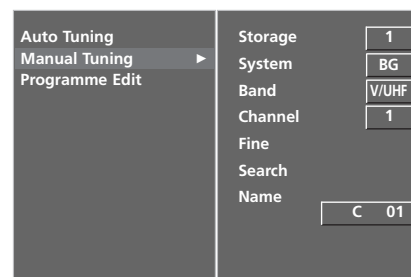 Auto Tuning
Manual Tuning ►
Programme Edit
Storage 1
System BG
Band V/UHF
Channel 1
Fine
Search
Name
C 01